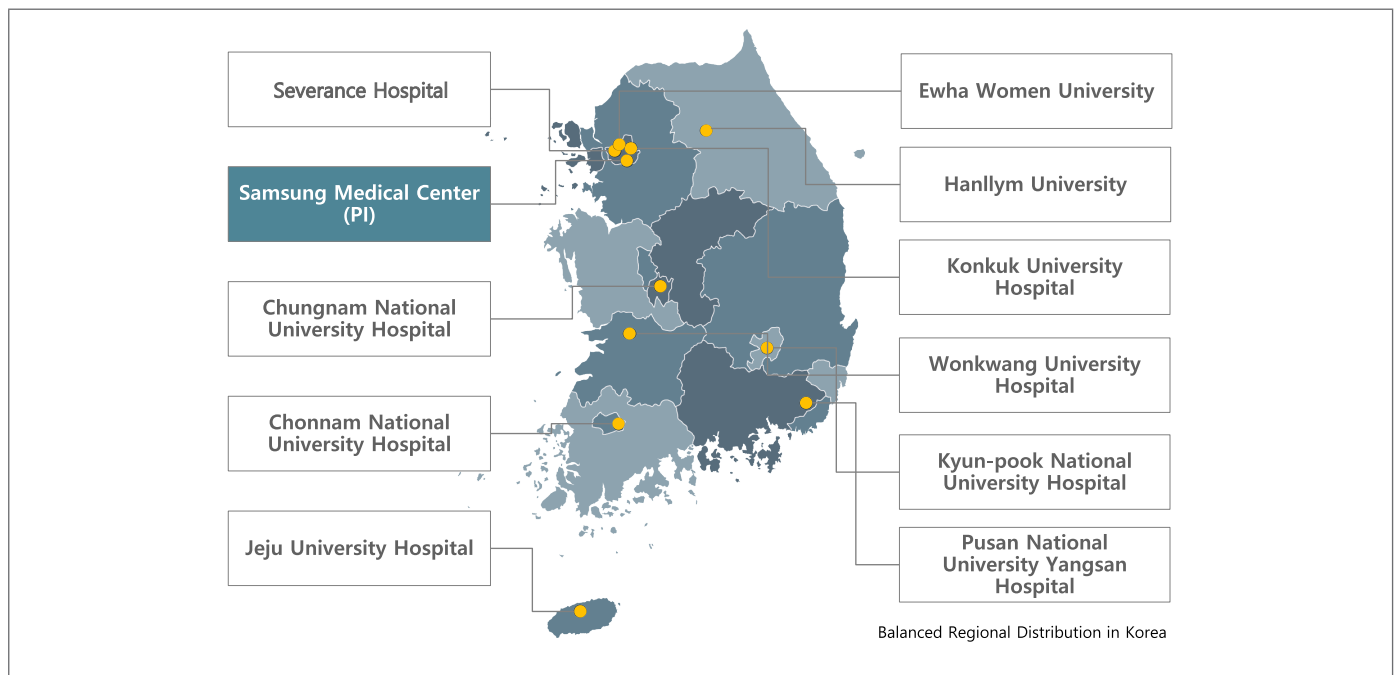 Severance Hospital
Samsung Medical Center
(PI)
Chungnam National
University Hospital
Chonnam National
University Hospital
Jeju University Hospital
Ewha Women University
Hanllym University
Konkuk University
Hospital
Wonkwang University
Hospital
Kyun-pook National
University Hospital
Pusan National
University Yangsan
Hospital
Balanced Regional Distribution in Korea